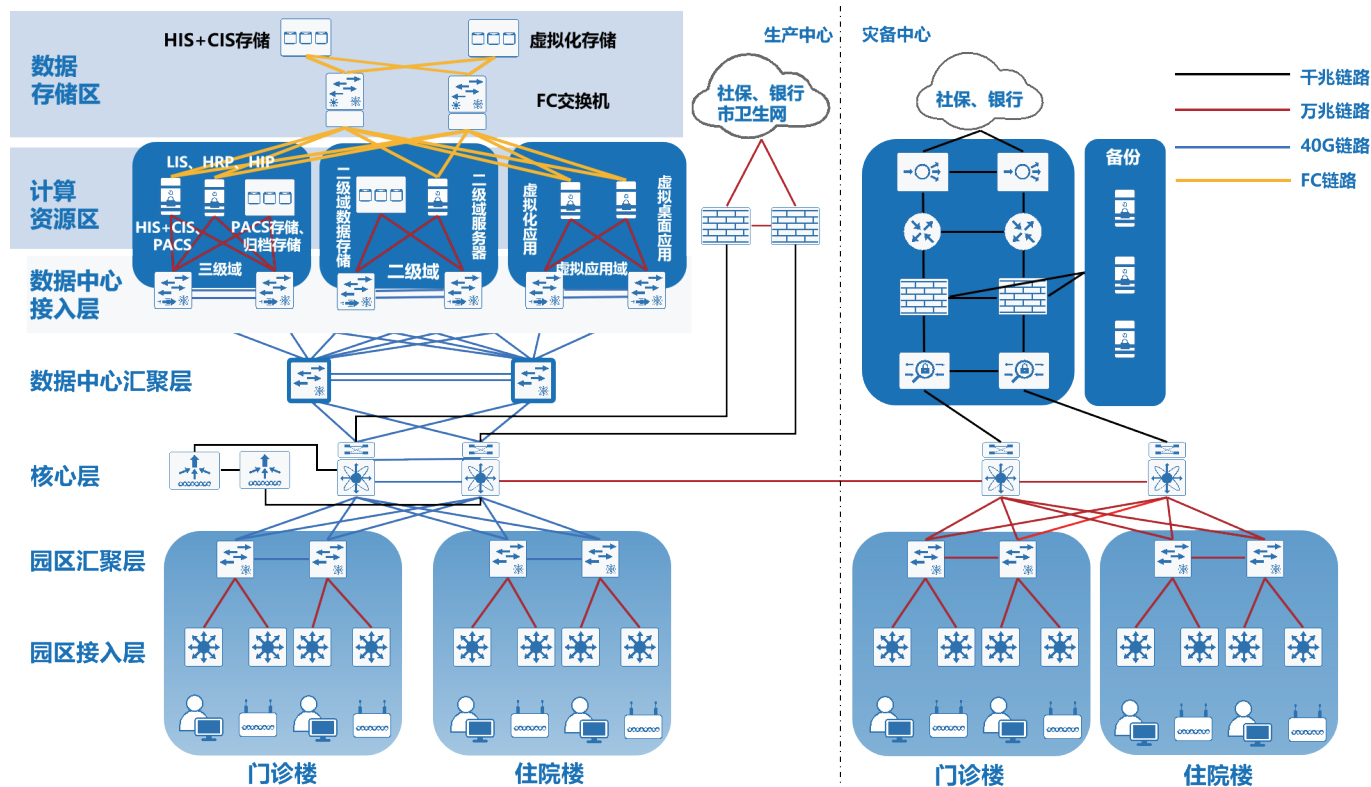 生产中心
灾备中心
HIS+CIS存储
虚拟化存储
数据
存储区
FC交换机
社保、银行
市卫生网
社保、银行
千兆链路
万兆链路
40G链路
FC链路
计算
资源区
LIS、HRP、HIP
HIS+CIS、
PACS
PACS存储、
归档存储
三级域
二级域数据存储
二级域服务器
二级域
虚拟化应用
虚拟桌面应用
虚拟应用域
备份
数据中心
接入层
数据中心汇聚层
核心层
园区汇聚层
园区接入层
门诊楼
住院楼
门诊楼
住院楼